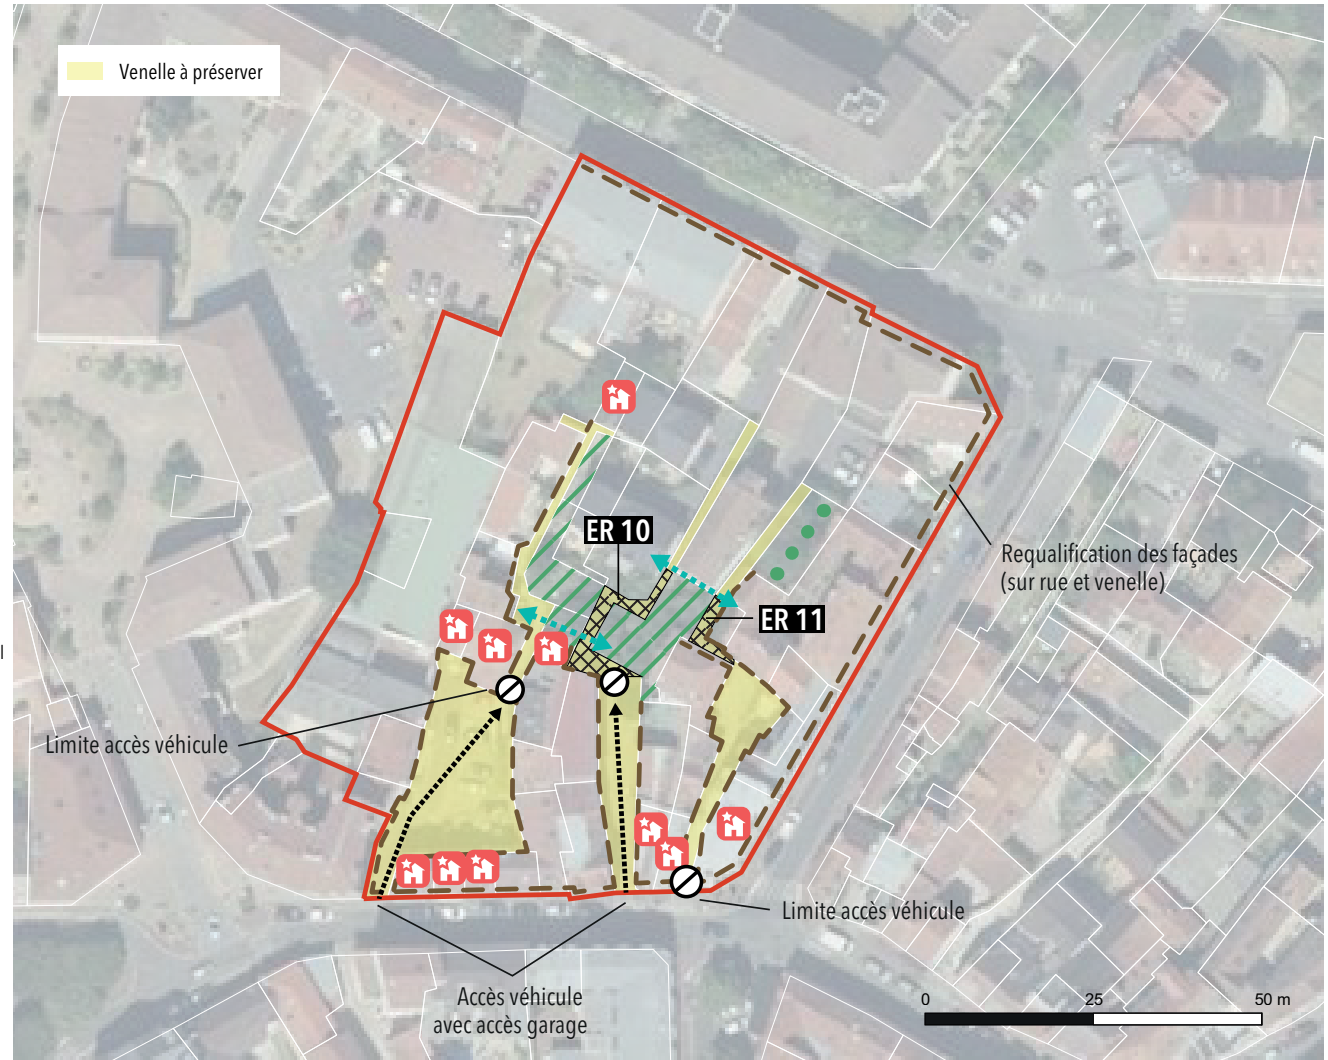 Venelle à préserver
ER 10
ER 11
Requalification des façades
(sur rue et venelle)
Limite accès véhicule
Limite accès véhicule
Accès véhicule
avec accès garage
0 25 50 m